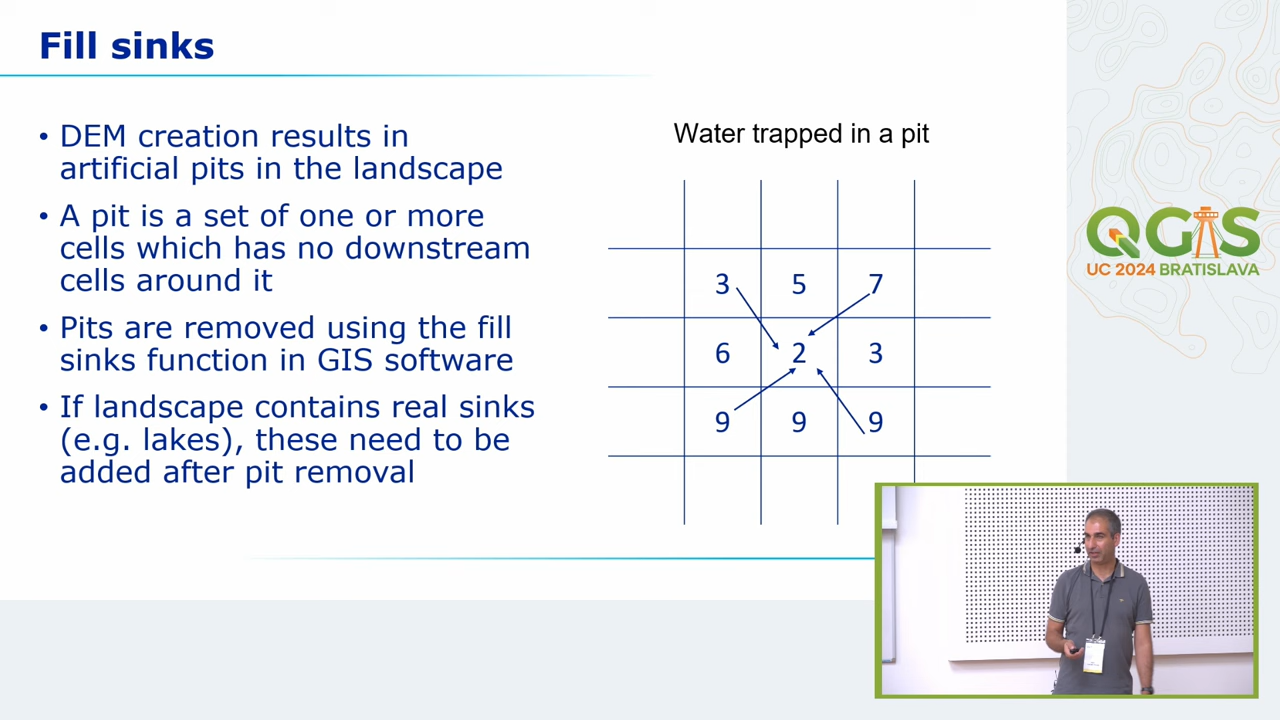 Fill sinks
• DEM creation results in
artificial pits in the landscape
• A pit is a set of one or more
cells which has no downstream
cells around it
• Pits are removed using the fill
sinks function in GIS software
• If landscape contains real sinks
(e.g. lakes), these need to be
added after pit removal
Water trapped in a pit
3 5 7
6 2 3
9 9 9
QGIS
UC 2024 BRATISLAVA